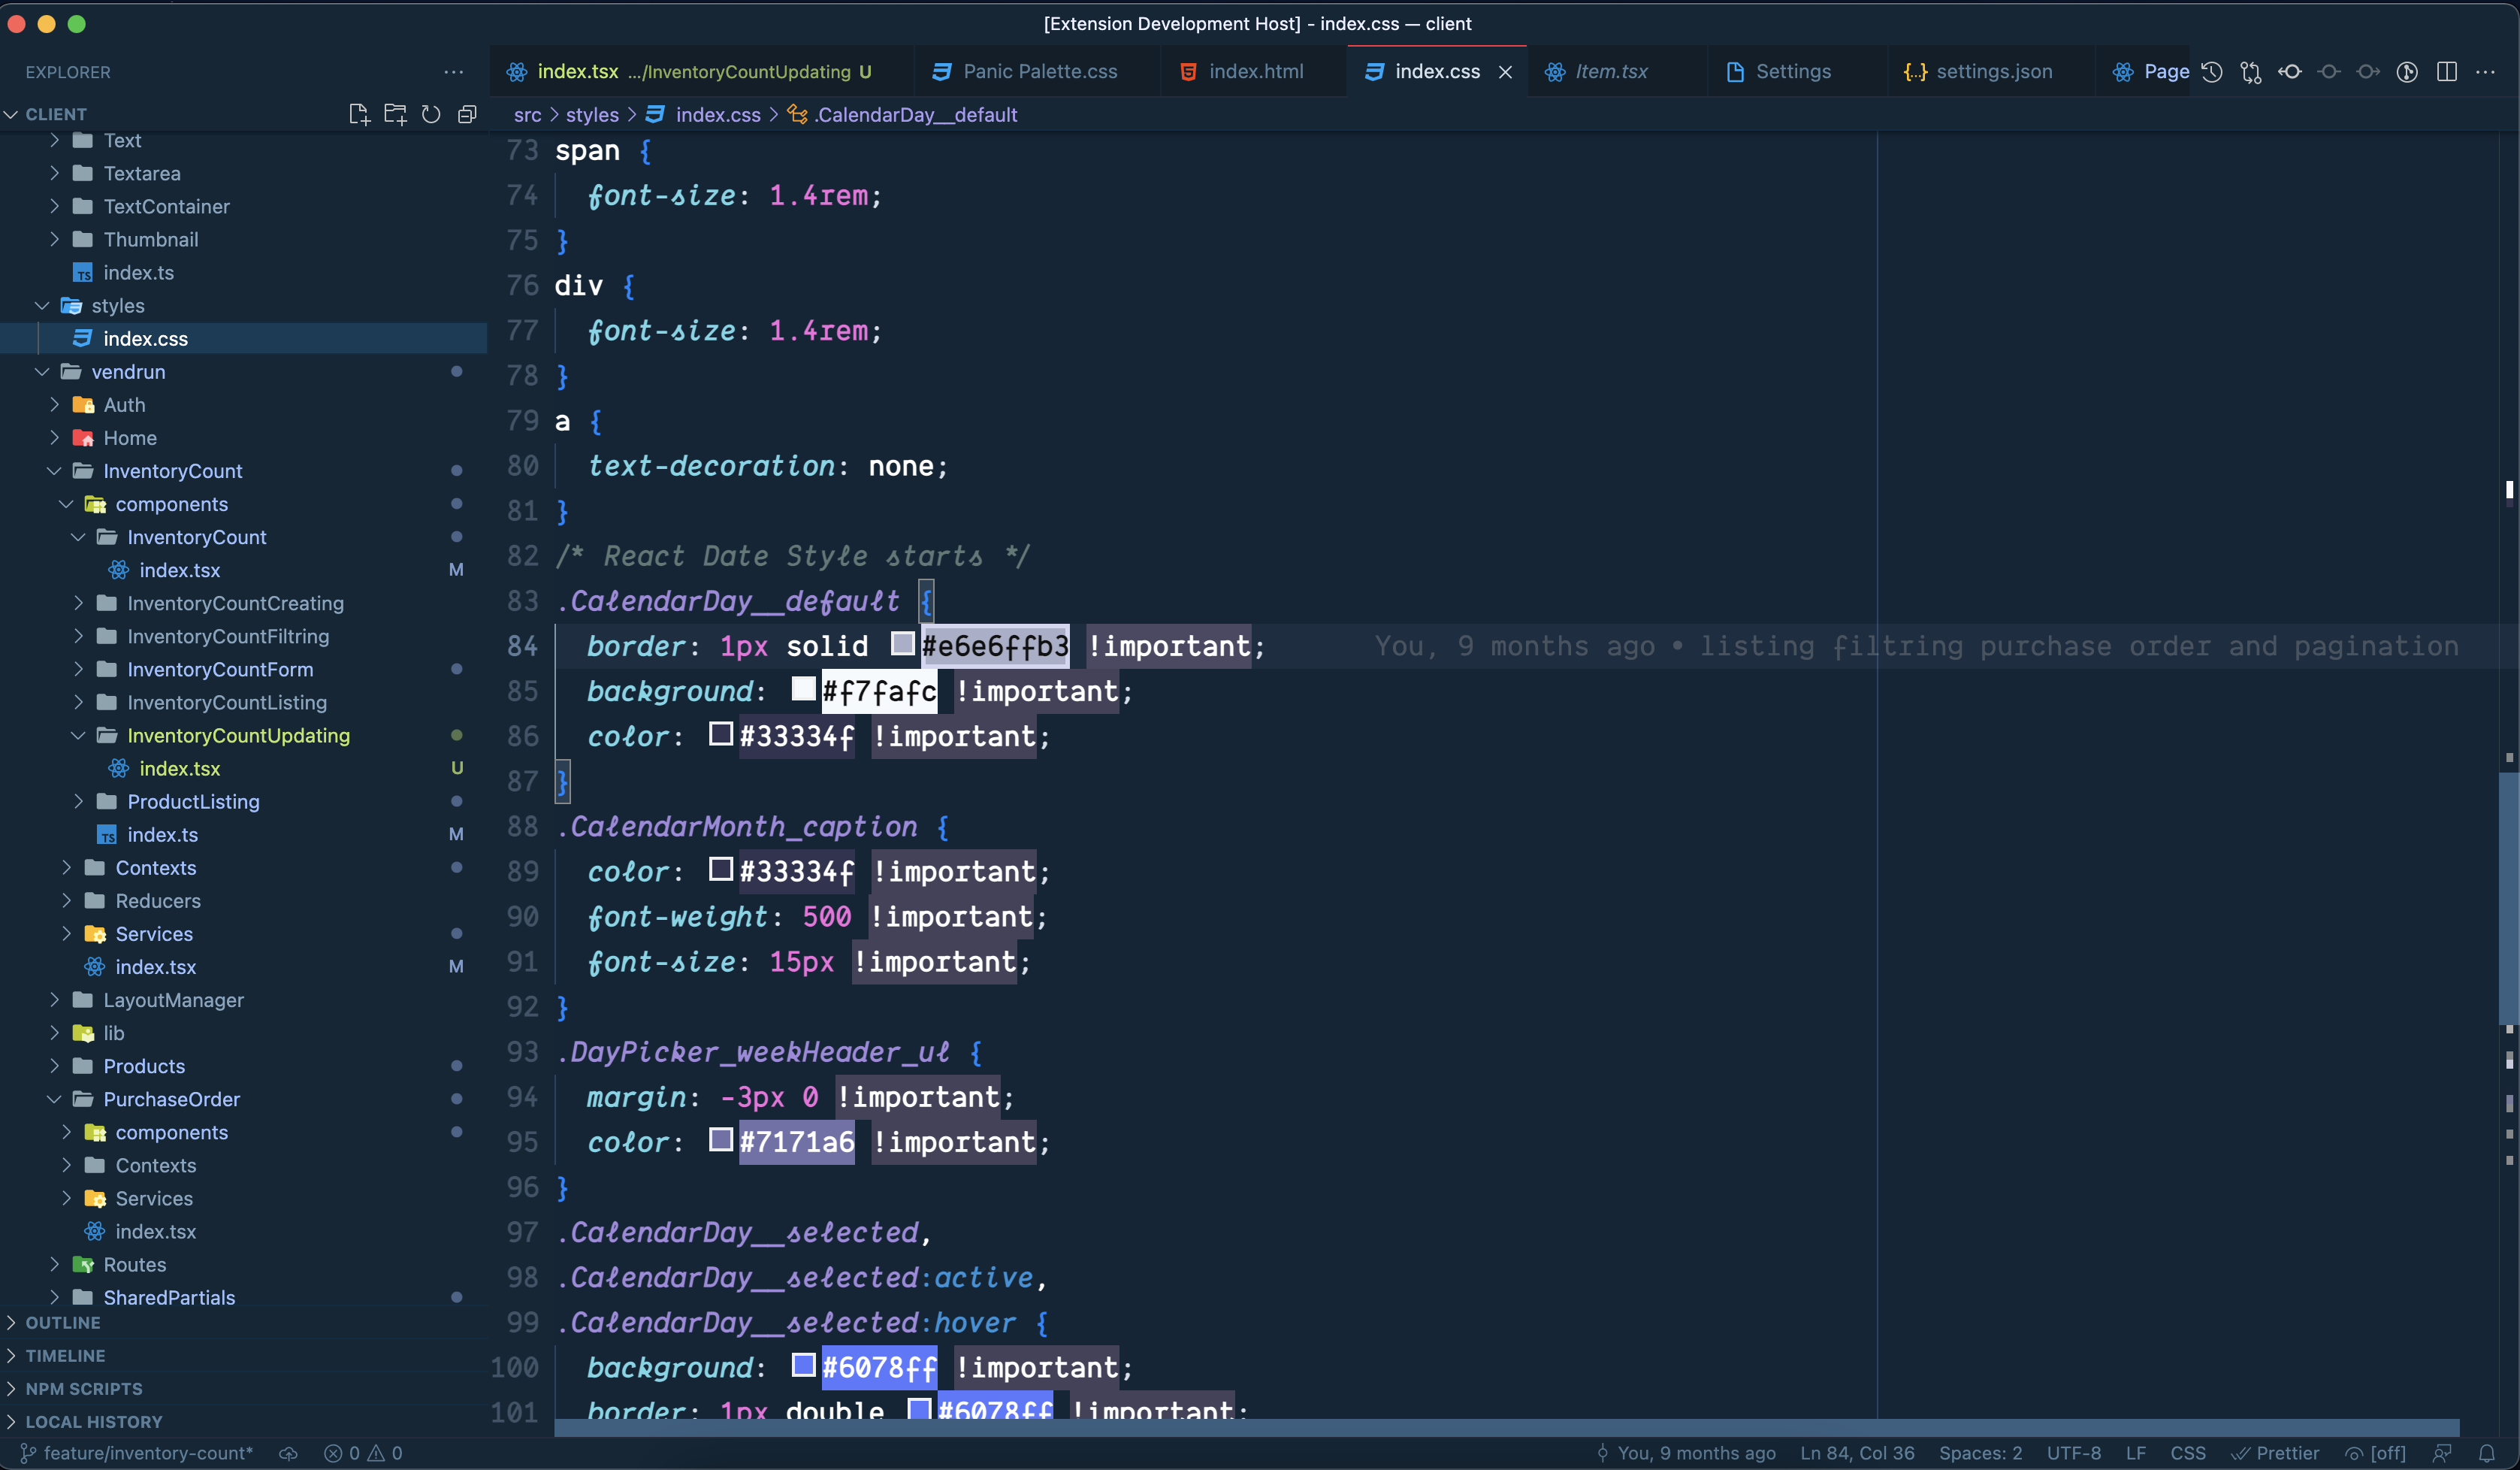 [Extension Development Host] - index.css — client
EXPLORER
index.tsx .../InventoryCountUpdating U
Panic Palette.css
index.html
index.css
Item.tsx
Settings
settings.json
Page
CLIENT
src > styles > index.css > .CalendarDay__default
Text
Textarea
TextContainer
Thumbnail
index.ts
styles
index.css
vendrun
Auth
Home
InventoryCount
components
InventoryCount
index.tsx M
InventoryCountCreating
InventoryCountFiltring
InventoryCountForm
InventoryCountListing
InventoryCountUpdating
index.tsx U
ProductListing
index.ts M
Contexts
Reducers
Services
index.tsx M
LayoutManager
lib
Products
PurchaseOrder
components
Contexts
Services
index.tsx
Routes
SharedPartials
OUTLINE
TIMELINE
NPM SCRIPTS
LOCAL HISTORY
73 span {
74 font-size: 1.4rem;
75 }
76 div {
77 font-size: 1.4rem;
78 }
79 a {
80 text-decoration: none;
81 }
82 /* React Date Style starts */
83 .CalendarDay__default {
84 border: 1px solid #e6e6ffb3 !important; You, 9 months ago • listing filtring purchase order and pagination
85 background: #f7fafc !important;
86 color: #33334f !important;
87 }
88 .CalendarMonth_caption {
89 color: #33334f !important;
90 font-weight: 500 !important;
91 font-size: 15px !important;
92 }
93 .DayPicker_weekHeader_ul {
94 margin: -3px 0 !important;
95 color: #7171a6 !important;
96 }
97 .CalendarDay__selected,
98 .CalendarDay__selected:active,
99 .CalendarDay__selected:hover {
100 background: #6078ff !important;
101 border: 1px double #6078ff !important;
feature/inventory-count* 0 0
You, 9 months ago Ln 84, Col 36 Spaces: 2 UTF-8 LF CSS Prettier [off]